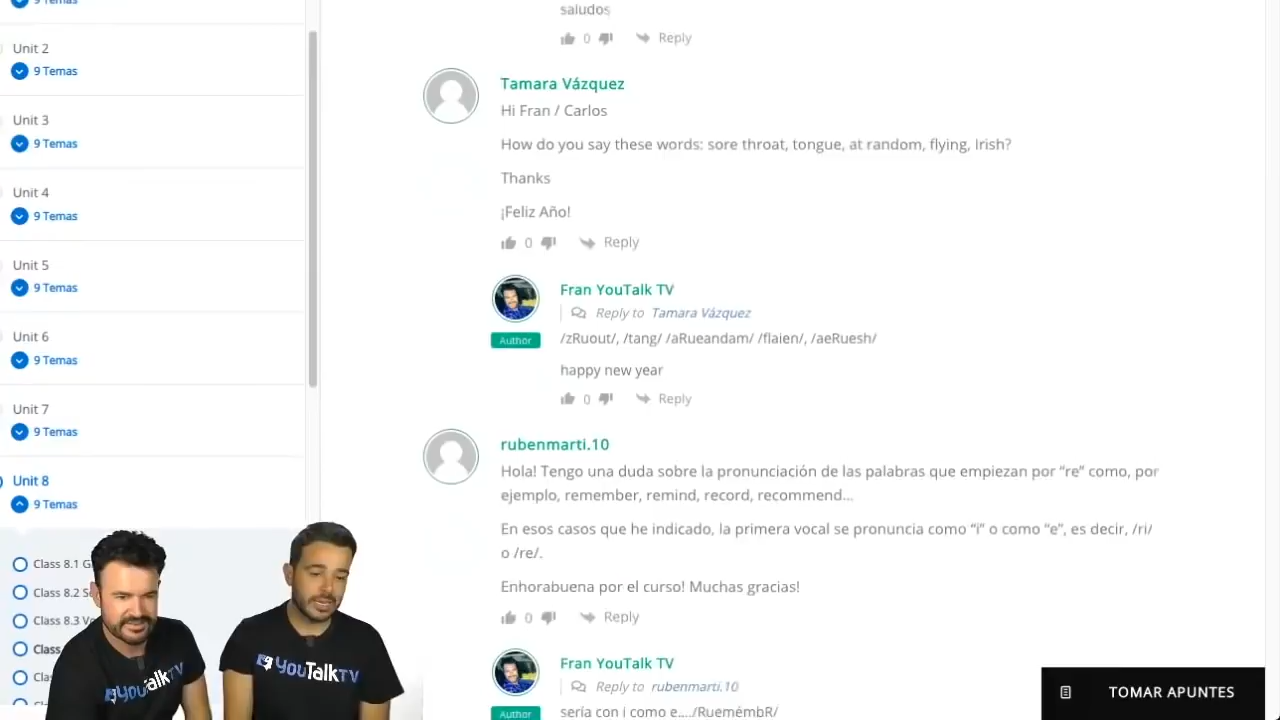 9 Temas
Unit 2
9 Temas
Unit 3
9 Temas
Unit 4
9 Temas
Unit 5
9 Temas
Unit 6
9 Temas
Unit 7
9 Temas
Unit 8
9 Temas
Class 8.1 G
Class 8.2 S
Class 8.3 V
Class
Cla
saludos
0 Reply
Tamara Vázquez
Hi Fran / Carlos
How do you say these words: sore throat, tongue, at random, flying, Irish?
Thanks
¡Feliz Año!
0 Reply
Fran YouTalk TV
Reply to Tamara Vázquez
Author
/zRuout/, /tang/ /aRueandam/ /flaien/, /aeRuesh/
happy new year
0 Reply
rubenmarti.10
Hola! Tengo una duda sobre la pronunciación de las palabras que empiezan por “re” como, por
ejemplo, remember, remind, record, recommend...
En esos casos que he indicado, la primera vocal se pronuncia como “i” o como “e”, es decir, /ri/
o /re/.
Enhorabuena por el curso! Muchas gracias!
0 Reply
Fran YouTalk TV
Reply to rubenmarti.10
Author
sería con i como e..../RuemémbR/
TOMAR APUNTES
YouTalkTV
YouTalkTV